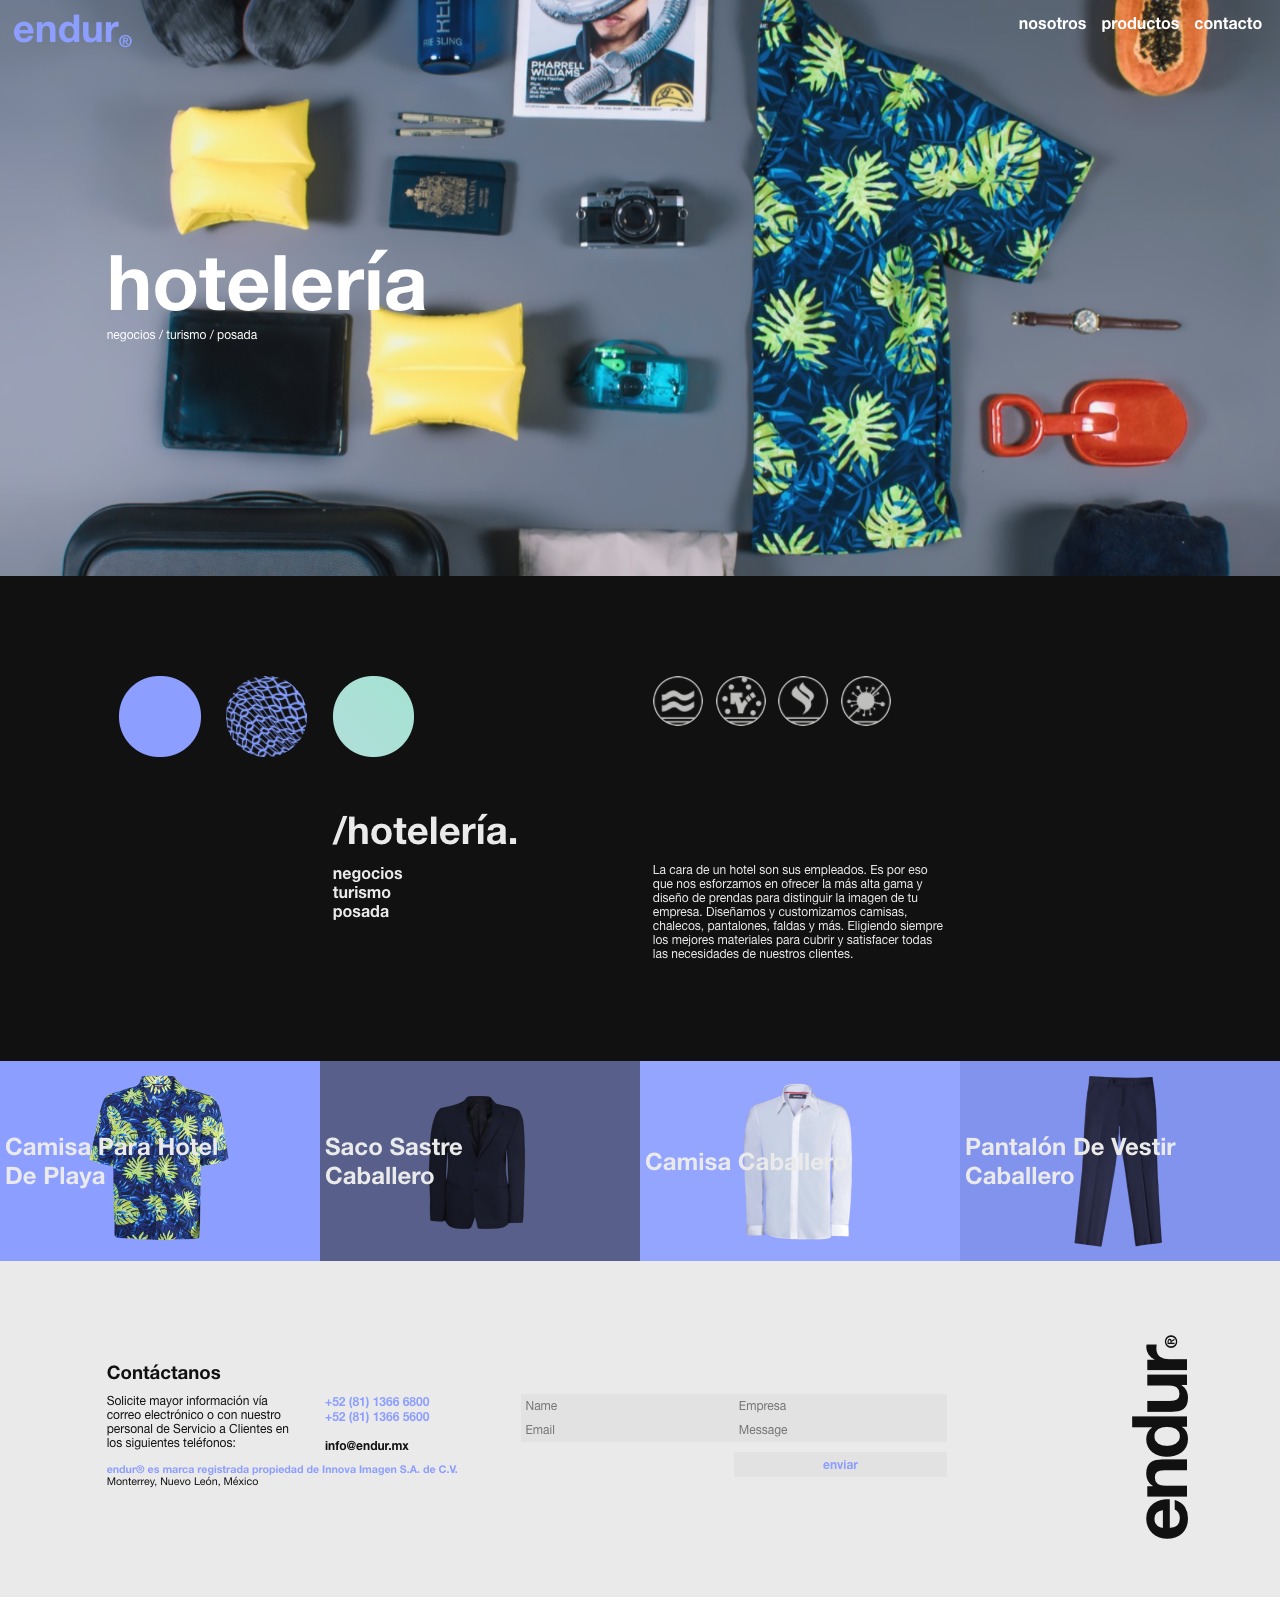 endur®
nosotros productos contacto
PHARRELL
WILLIAMS
CANADA
hotelería
negocios / turismo / posada
/hotelería.
negocios
turismo
posada
La cara de un hotel son sus empleados. Es por eso
que nos esforzamos en ofrecer la más alta gama y
diseño de prendas para distinguir la imagen de tu
empresa. Diseñamos y customizamos camisas,
chalecos, pantalones, faldas y más. Eligiendo siempre
los mejores materiales para cubrir y satisfacer todas
las necesidades de nuestros clientes.
Camisa Para Hotel
De Playa
Saco Sastre
Caballero
Camisa Caballero
Pantalón De Vestir
Caballero
Contáctanos
Solicite mayor información vía
correo electrónico o con nuestro
personal de Servicio a Clientes en
los siguientes teléfonos:
+52 (81) 1366 6800
+52 (81) 1366 5600
info@endur.mx
endur® es marca registrada propiedad de Innova Imagen S.A. de C.V.
Monterrey, Nuevo León, México
Name
Empresa
Email
Message
enviar
endur®